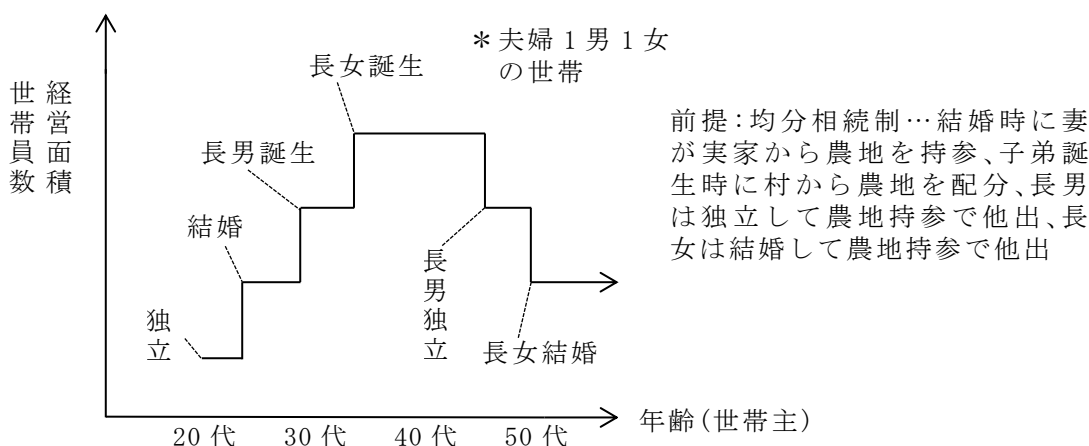 ＊夫婦１男１女
の世帯
長女誕生
経営面積
世帯員数
前提：均分相続制…結婚時に妻
が実家から農地を持参、子弟誕
生時に村から農地を配分、長男
は独立して農地持参で他出、長
女は結婚して農地持参で他出
長男誕生
結婚
独立
長男独立
長女結婚
年齢(世帯主)
20代 30代 40代 50代